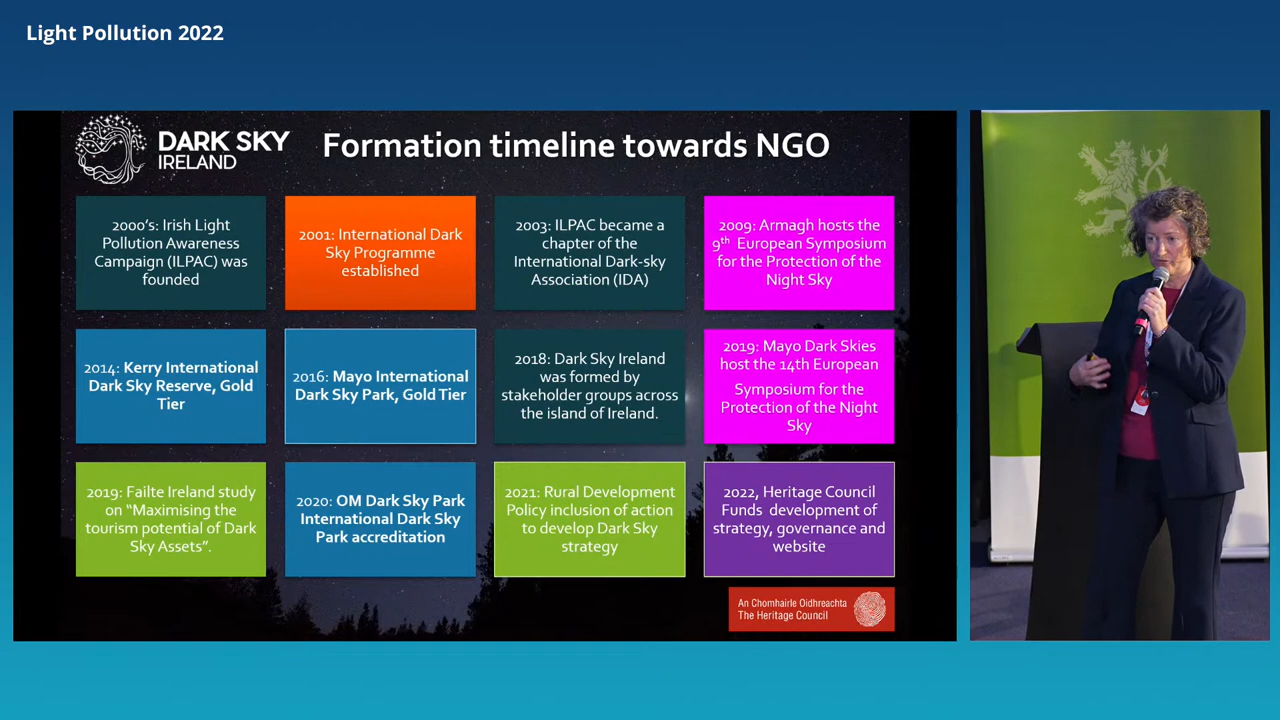 Light Pollution 2022
DARK SKY
IRELAND
Formation timeline towards NGO
2000's: Irish Light
Pollution Awareness
Campaign (ILPAC) was
founded
2001: International Dark
Sky Programme
established
2003: ILPAC became a
chapter of the
International Dark-sky
Association (IDA)
2009: Armagh hosts the
9th European Symposium
for the Protection of the
Night Sky
2014: Kerry International
Dark Sky Reserve, Gold
Tier
2016: Mayo International
Dark Sky Park, Gold Tier
2018: Dark Sky Ireland
was formed by
stakeholder groups across
the island of Ireland.
2019: Mayo Dark Skies
host the 14th European
Symposium for the
Protection of the Night
Sky
2019: Failte Ireland study
on “Maximising the
tourism potential of Dark
Sky Assets”.
2020: OM Dark Sky Park
International Dark Sky
Park accreditation
2021: Rural Development
Policy inclusion of action
to develop Dark Sky
strategy
2022, Heritage Council
Funds development of
strategy, governance and
website
An Chomhairle Oidhreachta
The Heritage Council